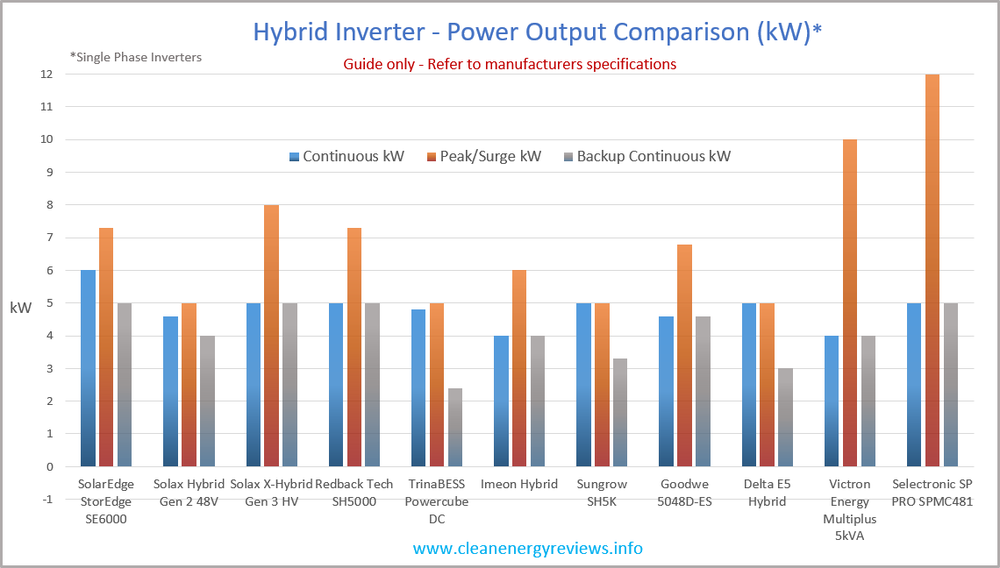 Hybrid Inverter - Power Output Comparison (kW)*
*Single Phase Inverters
Guide only - Refer to manufacturers specifications
12
11
10
9
8
7
6
5
4
3
2
1
0
-1
kW
Continuous kW
Peak/Surge kW
Backup Continuous kW
SolarEdge
StorEdge
SE6000
Solax Hybrid
Gen 2 48V
Solax X-Hybrid
Gen 3 HV
Redback Tech
SH5000
TrinaBESS
Powercube
DC
Imeon Hybrid
Sungrow
SH5K
Goodwe
5048D-ES
Delta E5
Hybrid
Victron
Energy
Multiplus
5kVA
Selectronic SP
PRO SPMC481
www.cleanenergyreviews.info